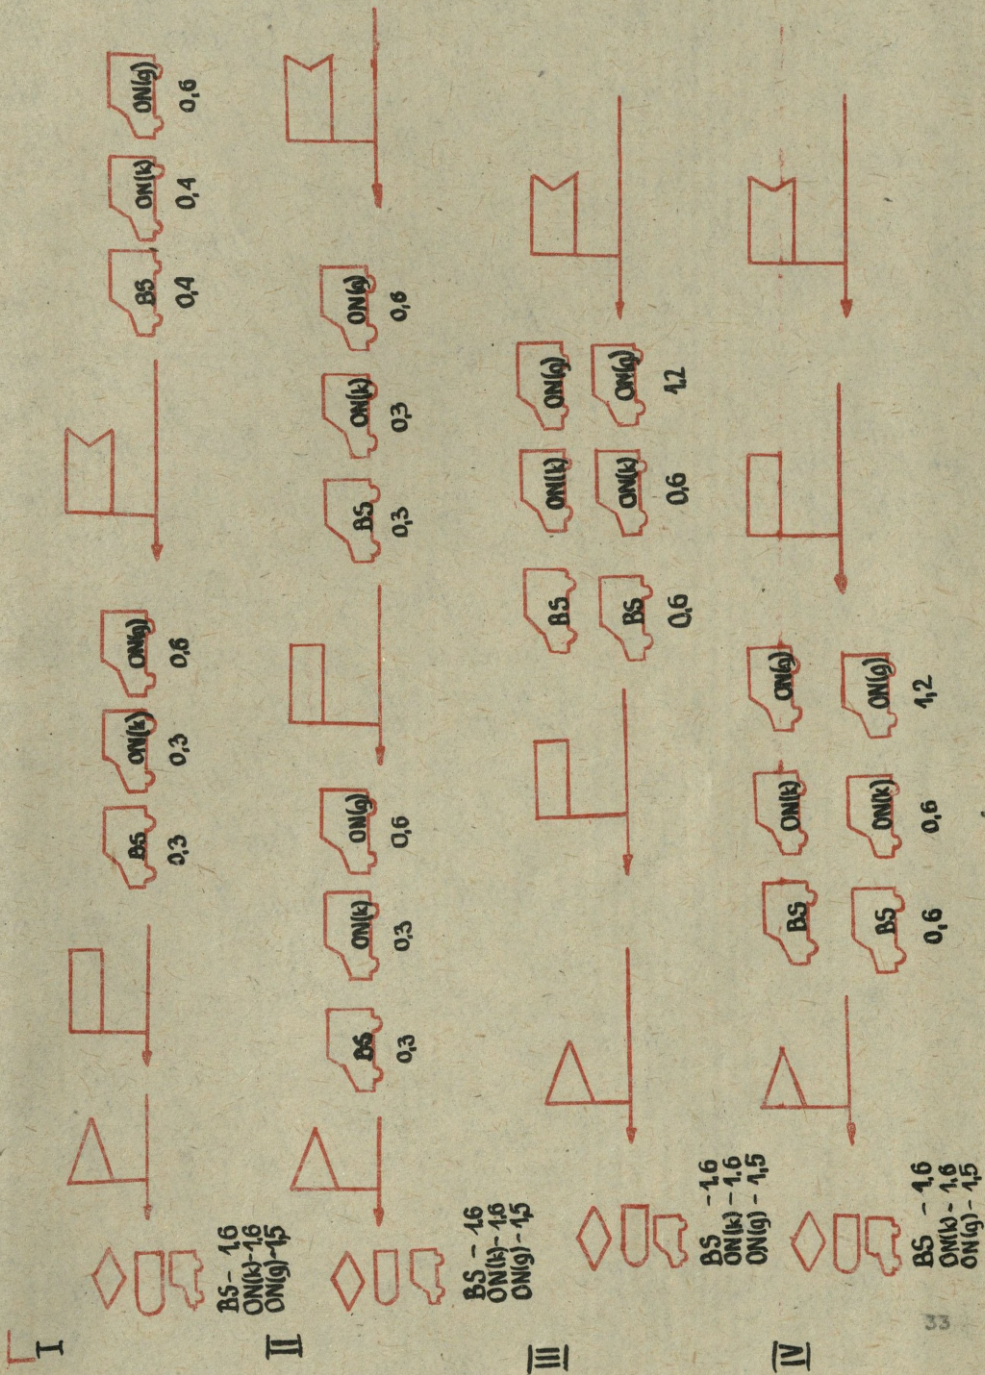 I
BS ON(k) ON(g) BS ON(k) ON(g)
0,3 0,3 0,6 0,4 0,4 0,6
BS - 1,6
ON(k) - 1,6
ON(g) - 1,5
II
BS ON(k) ON(g) BS ON(k) ON(g)
0,3 0,3 0,6 0,3 0,3 0,6
BS - 1,6
ON(k) - 1,6
ON(g) - 1,5
III
BS ON(k) ON(g)
BS ON(k) ON(g)
0,6 0,6 1,2
BS - 1,6
ON(k) - 1,6
ON(g) - 1,5
IV
BS ON(k) ON(g)
BS ON(k) ON(g)
0,6 0,6 1,2
BS - 1,6
ON(k) - 1,6
ON(g) - 1,5
33